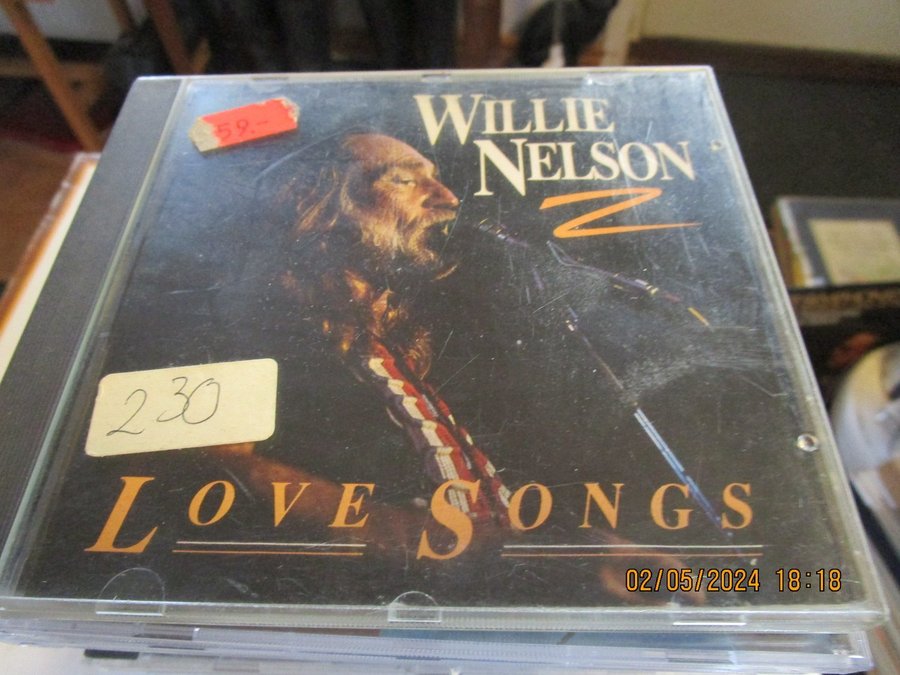 59.-
WILLIE
NELSON
230
LOVE SONGS
02/05/2024 18:18